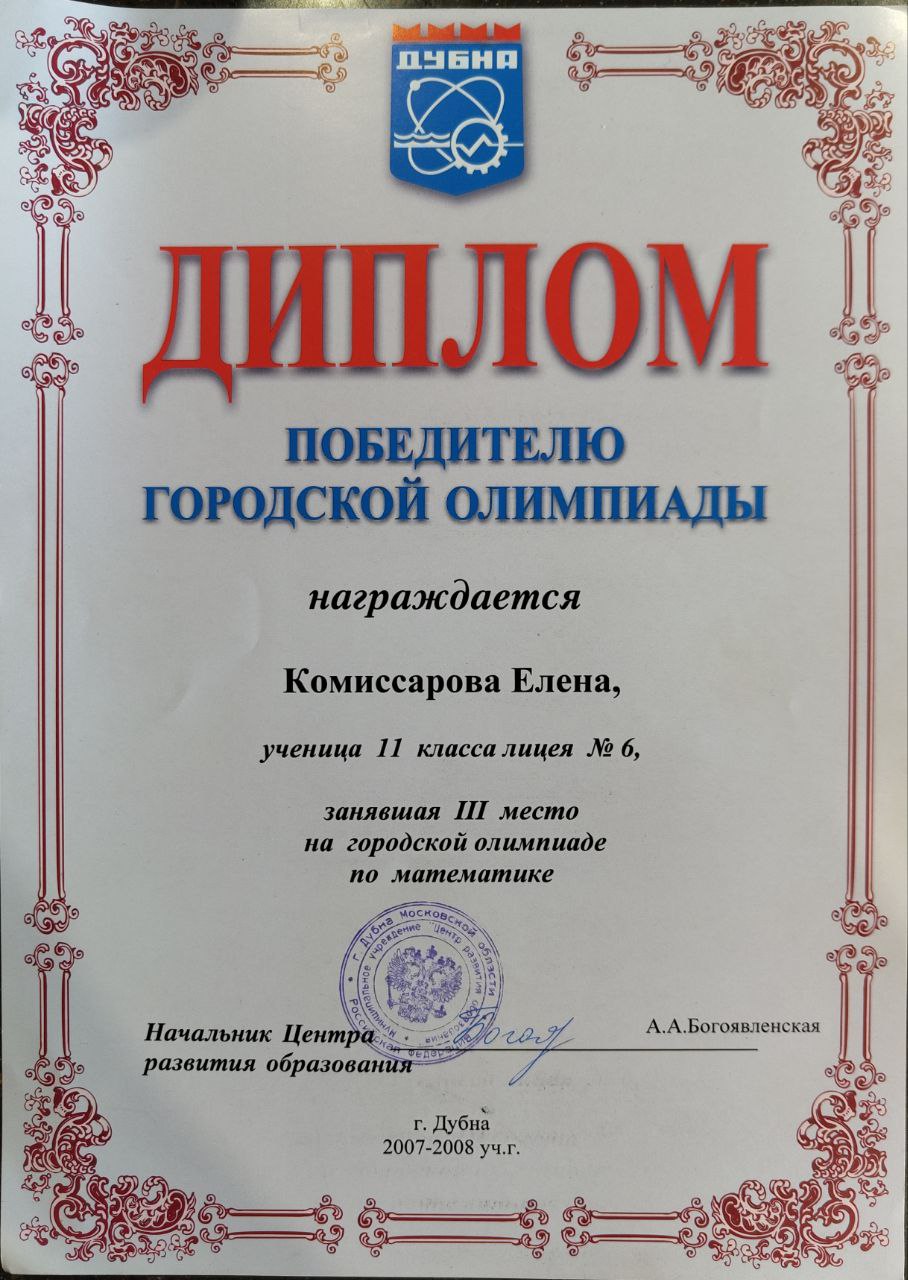 ДУБНА
ДИПЛОМ
ПОБЕДИТЕЛЮ
ГОРОДСКОЙ ОЛИМПИАДЫ
награждается
Комиссарова Елена,
ученица 11 класса лицея № 6,
занявшая III место
на городской олимпиаде
по математике
г Дубна Московской области
Российская Федерация
Муниципальное учреждение "Центр развития образования"
Начальник Центра
развития образования
А.А.Богоявленская
г. Дубна
2007-2008 уч.г.